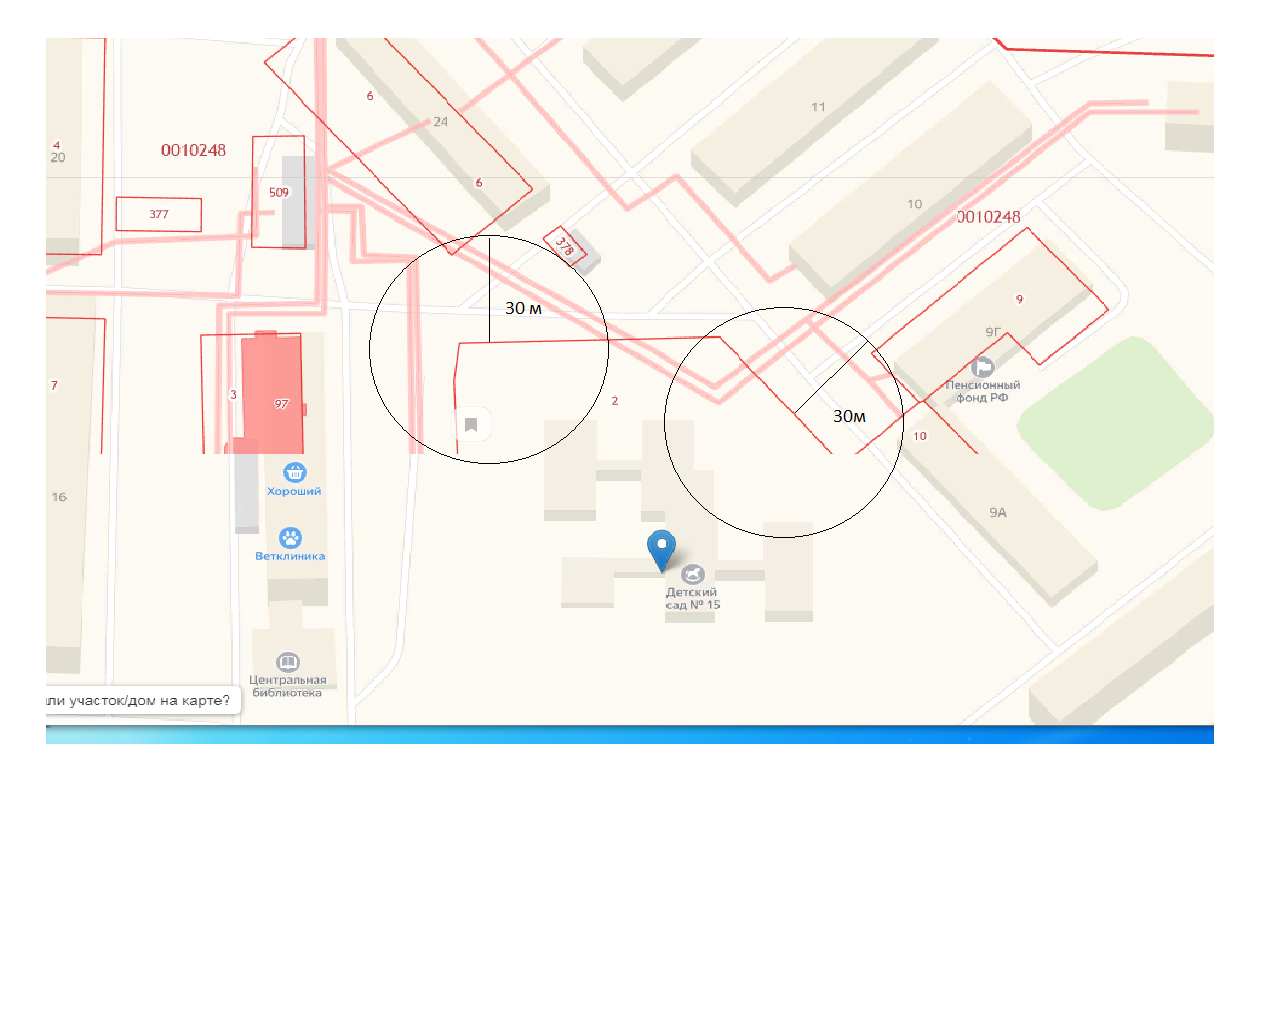 6
24
11
4
20
0010248
509
6
377
10
0010248
378
9
30 м
9Г
7
3
97
2
Пенсионный
фонд РФ
30м
10
Хороший
16
9А
Ветклиника
Детский
сад № 15
Центральная
библиотека
али участок/дом на карте?